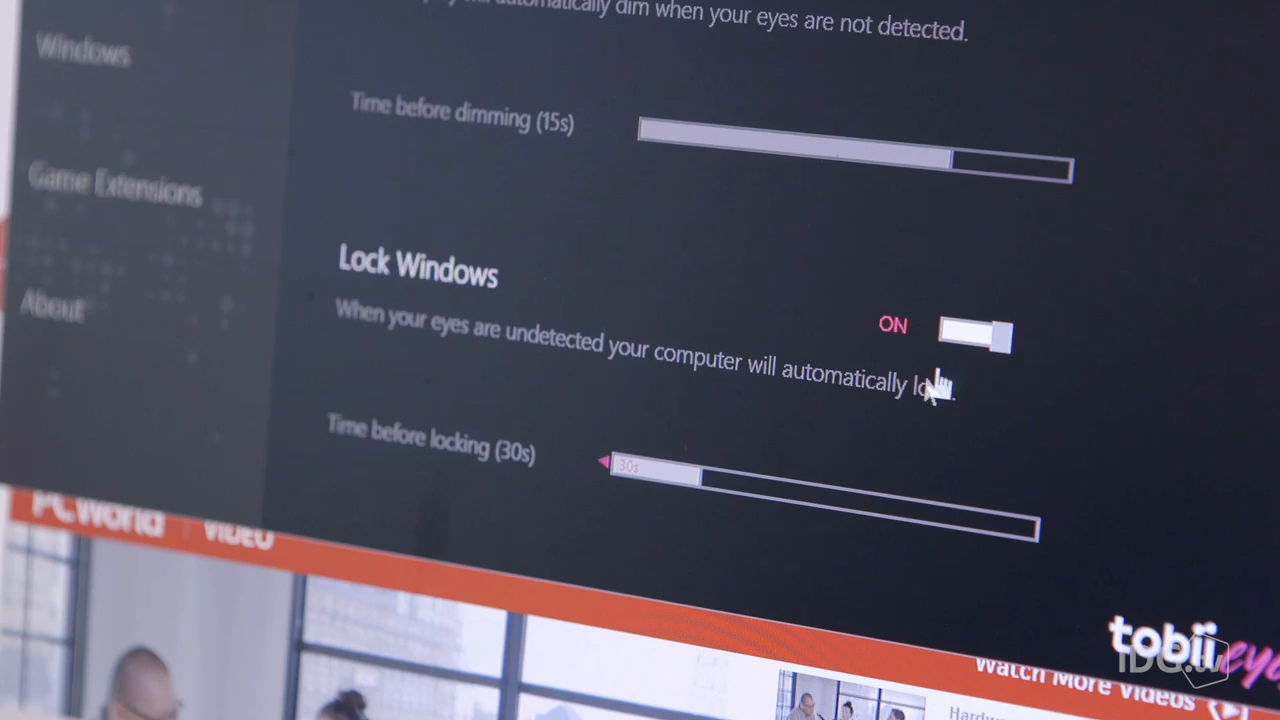 automatically dim when your eyes are not detected.
Windows
Time before dimming (15s)
Game Extensions
Lock Windows
ON
About
When your eyes are undetected your computer will automatically
Time before locking (30s)
30s
PCWorld VIDEO
tobii
IDG.tv
Watch More Videos